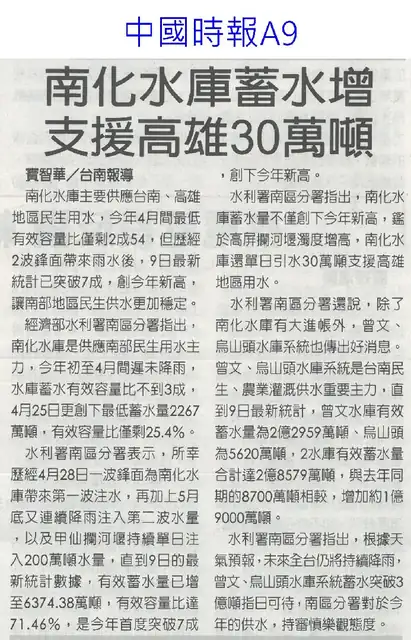 中國時報A9
南化水庫蓄水增
支援高雄30萬噸
寶智華／台南報導
南化水庫主要供應台南、高雄
地區民生用水，今年4月間最低
有效容量比僅剩2成54，但歷經
2波鋒面帶來雨水後，9日最新
統計已突破7成，創今年新高，
讓南部地區民生供水更加穩定。
經濟部水利署南區分署指出，
南化水庫是供應南部民生用水主
力，今年初至4月間遲未降雨，
水庫蓄水有效容量比不到3成，
4月25日更創下最低蓄水量2267
萬噸，有效容量比僅剩25.4%。
水利署南區分署表示，所幸
歷經4月28日一波鋒面為南化水
庫帶來第一波注水，再加上5月
底又連續降雨注入第二波水量
，以及甲仙攔河堰持續單日注
入200萬噸水量，直到9日的最
新統計數據，有效蓄水量已增
至6374.38萬噸，有效容量比達
71.46%，是今年首度突破7成
，創下今年新高。
水利署南區分署指出，南化水
庫蓄水量不僅創下今年新高，鑑
於高屏攔河堰濁度增高，南化水
庫還單日引水30萬噸支援高雄
地區用水。
水利署南區分署還說，除了
南化水庫有大進帳外，曾文、
烏山頭水庫系統也傳出好消息。
曾文、烏山頭水庫系統是台南民
生、農業灌溉供水重要主力，直
到9日最新統計，曾文水庫有效
蓄水量為2億2959萬噸、烏山頭
為5620萬噸，2水庫有效蓄水量
合計達2億8579萬噸，與去年同
期的8700萬噸相較，增加約1億
9000萬噸。
水利署南區分署指出，根據天
氣預報，未來全台仍將持續降雨，
曾文、烏山頭水庫系統蓄水突破3
億噸指日可待，南區分署對於今
年的供水，持審慎樂觀態度。